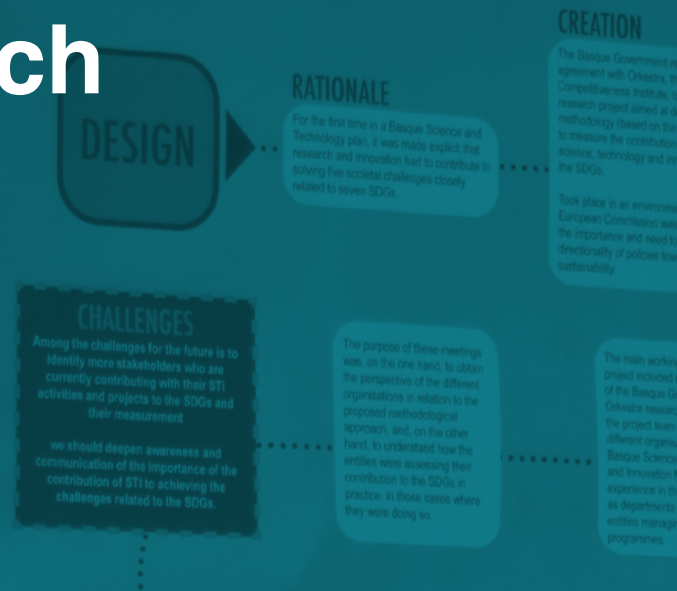 ch
DESIGN
RATIONALE
For the first time in a Basque Science and
Technology plan, it was made explicit that
research and innovation had to contribute to
solving five societal challenges closely
related to seven SDGs.
CREATION
The Basque Government
agreement with Orkestra, th
Competitiveness Institute,
research project aimed at d
methodology (based on the
to measure the contribution
science, technology and in
the SDGs.
Took place in an environme
European Commission was
the importance and need to
directionality of policies tow
sustainability.
CHALLENGES
Among the challenges for the future is to
identify more stakeholders who are
currently contributing with their STI
activities and projects to the SDGs and
their measurement
we should deepen awareness and
communication of the importance of the
contribution of STI to achieving the
challenges related to the SDGs.
The purpose of these meetings
was, on the one hand, to obtain
the perspective of the different
organisations in relation to the
proposed methodological
approach, and, on the other
hand, to understand how the
entities were assessing their
contribution to the SDGs in
practice, in those cases where
they were doing so.
The main working
project included
of the Basque G
Orkestra resear
the project team
different organis
Basque Science
and Innovation
experience in th
as departments
entities managi
programmes.